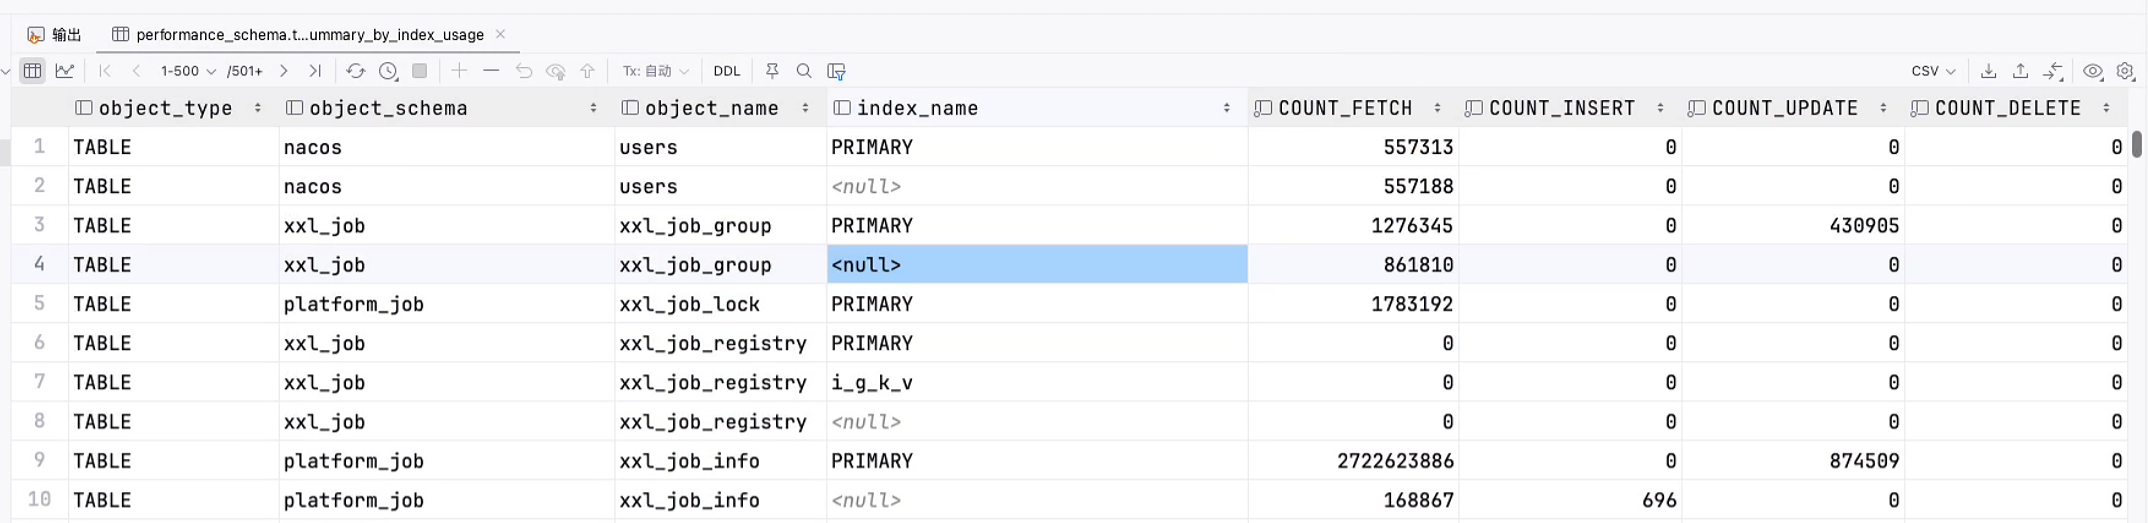 输出 performance_schema.t...ummary_by_index_usage
1-500 /501+ Tx: 自动 DDL CSV
object_type object_schema object_name index_name COUNT_FETCH COUNT_INSERT COUNT_UPDATE COUNT_DELETE
1 TABLE nacos users PRIMARY 557313 0 0 0
2 TABLE nacos users <null> 557188 0 0 0
3 TABLE xxl_job xxl_job_group PRIMARY 1276345 0 430905 0
4 TABLE xxl_job xxl_job_group <null> 861810 0 0 0
5 TABLE platform_job xxl_job_lock PRIMARY 1783192 0 0 0
6 TABLE xxl_job xxl_job_registry PRIMARY 0 0 0 0
7 TABLE xxl_job xxl_job_registry i_g_k_v 0 0 0 0
8 TABLE xxl_job xxl_job_registry <null> 0 0 0 0
9 TABLE platform_job xxl_job_info PRIMARY 2722623886 0 874509 0
10 TABLE platform_job xxl_job_info <null> 168867 696 0 0